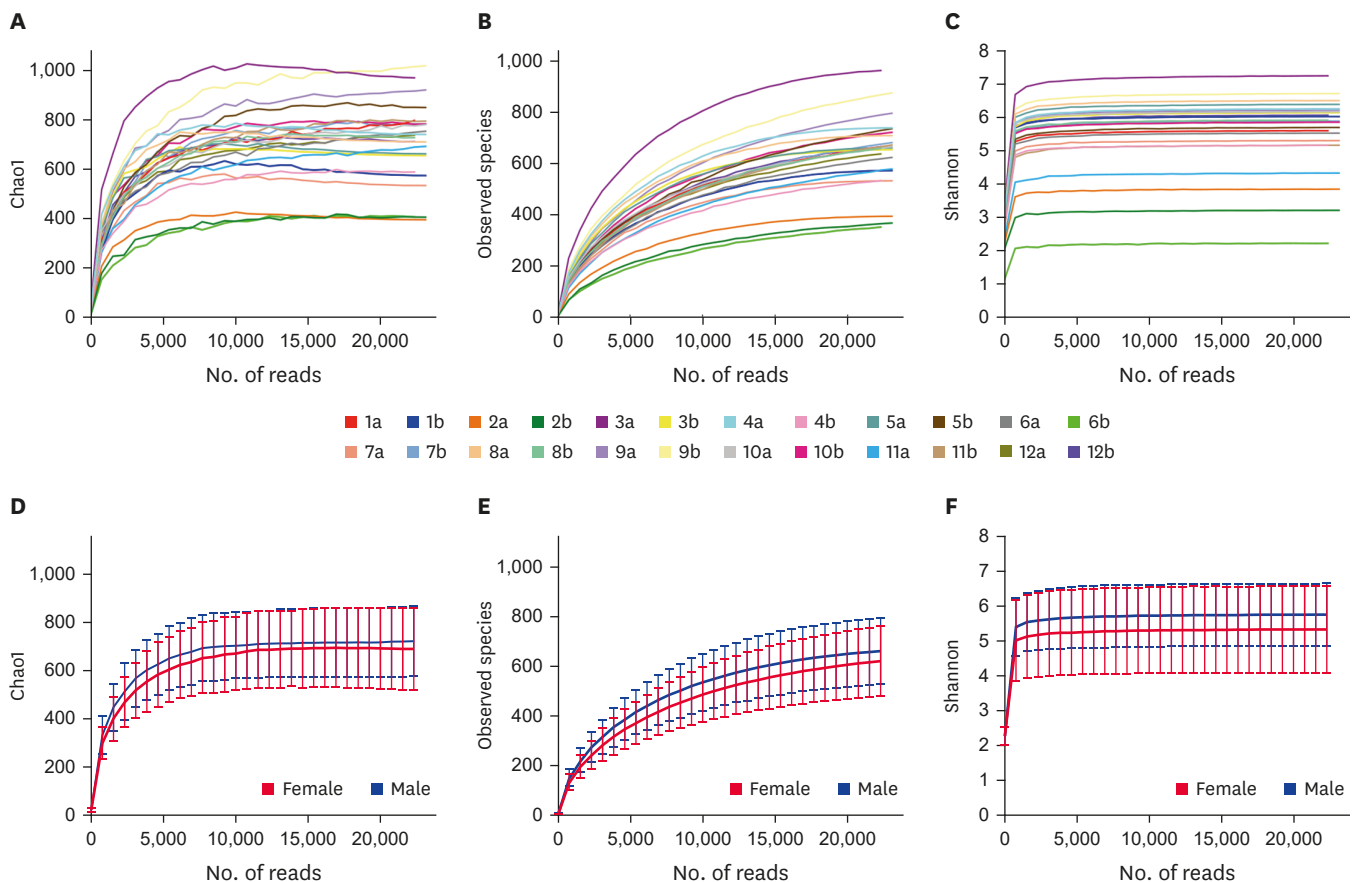 A
Chao1
1,000
800
600
400
200
0
0 5,000 10,000 15,000 20,000
No. of reads
B
Observed species
1,000
800
600
400
200
0
0 5,000 10,000 15,000 20,000
No. of reads
C
Shannon
8
7
6
5
4
3
2
1
0
0 5,000 10,000 15,000 20,000
No. of reads
1a 1b 2a 2b 3a 3b 4a 4b 5a 5b 6a 6b
7a 7b 8a 8b 9a 9b 10a 10b 11a 11b 12a 12b
D
Chao1
1,000
800
600
400
200
0
Female Male
0 5,000 10,000 15,000 20,000
No. of reads
E
Observed species
1,000
800
600
400
200
0
Female Male
0 5,000 10,000 15,000 20,000
No. of reads
F
Shannon
8
7
6
5
4
3
2
1
0
Female Male
0 5,000 10,000 15,000 20,000
No. of reads